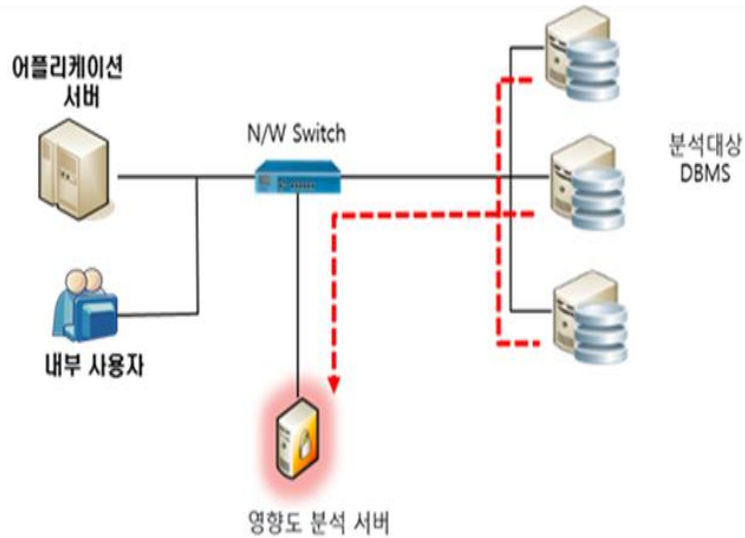 어플리케이션
서버
N/W Switch
분석대상
DBMS
내부 사용자
영향도 분석 서버